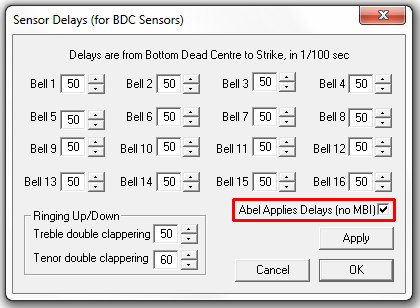 Sensor Delays (for BDC Sensors)
Delays are from Bottom Dead Centre to Strike, in 1/100 sec
Bell 1 50 Bell 2 50 Bell 3 50 Bell 4 50
Bell 5 50 Bell 6 50 Bell 7 50 Bell 8 50
Bell 9 50 Bell 10 50 Bell 11 50 Bell 12 50
Bell 13 50 Bell 14 50 Bell 15 50 Bell 16 50
Abel Applies Delays (no MBI)
Ringing Up/Down
Treble double clappering 50
Tenor double clappering 60
Apply
Cancel OK